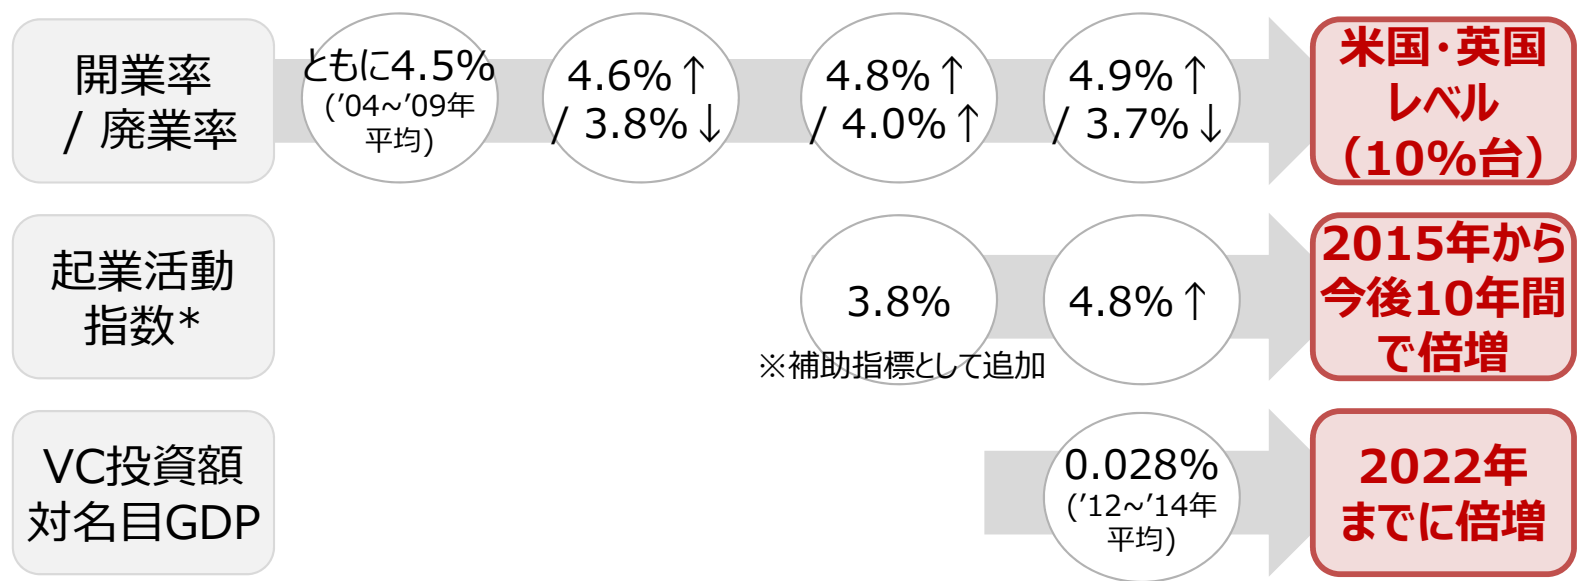 開業率
/ 廃業率
ともに4.5%
(’04~’09年
平均)
4.6%↑
/ 3.8%↓
4.8%↑
/ 4.0%↑
4.9%↑
/ 3.7%↓
米国・英国
レベル
（10%台）
起業活動
指数*
3.8%
※補助指標として追加
4.8%↑
2015年から
今後10年間
で倍増
VC投資額
対名目GDP
0.028%
(’12~’14年
平均)
2022年
までに倍増